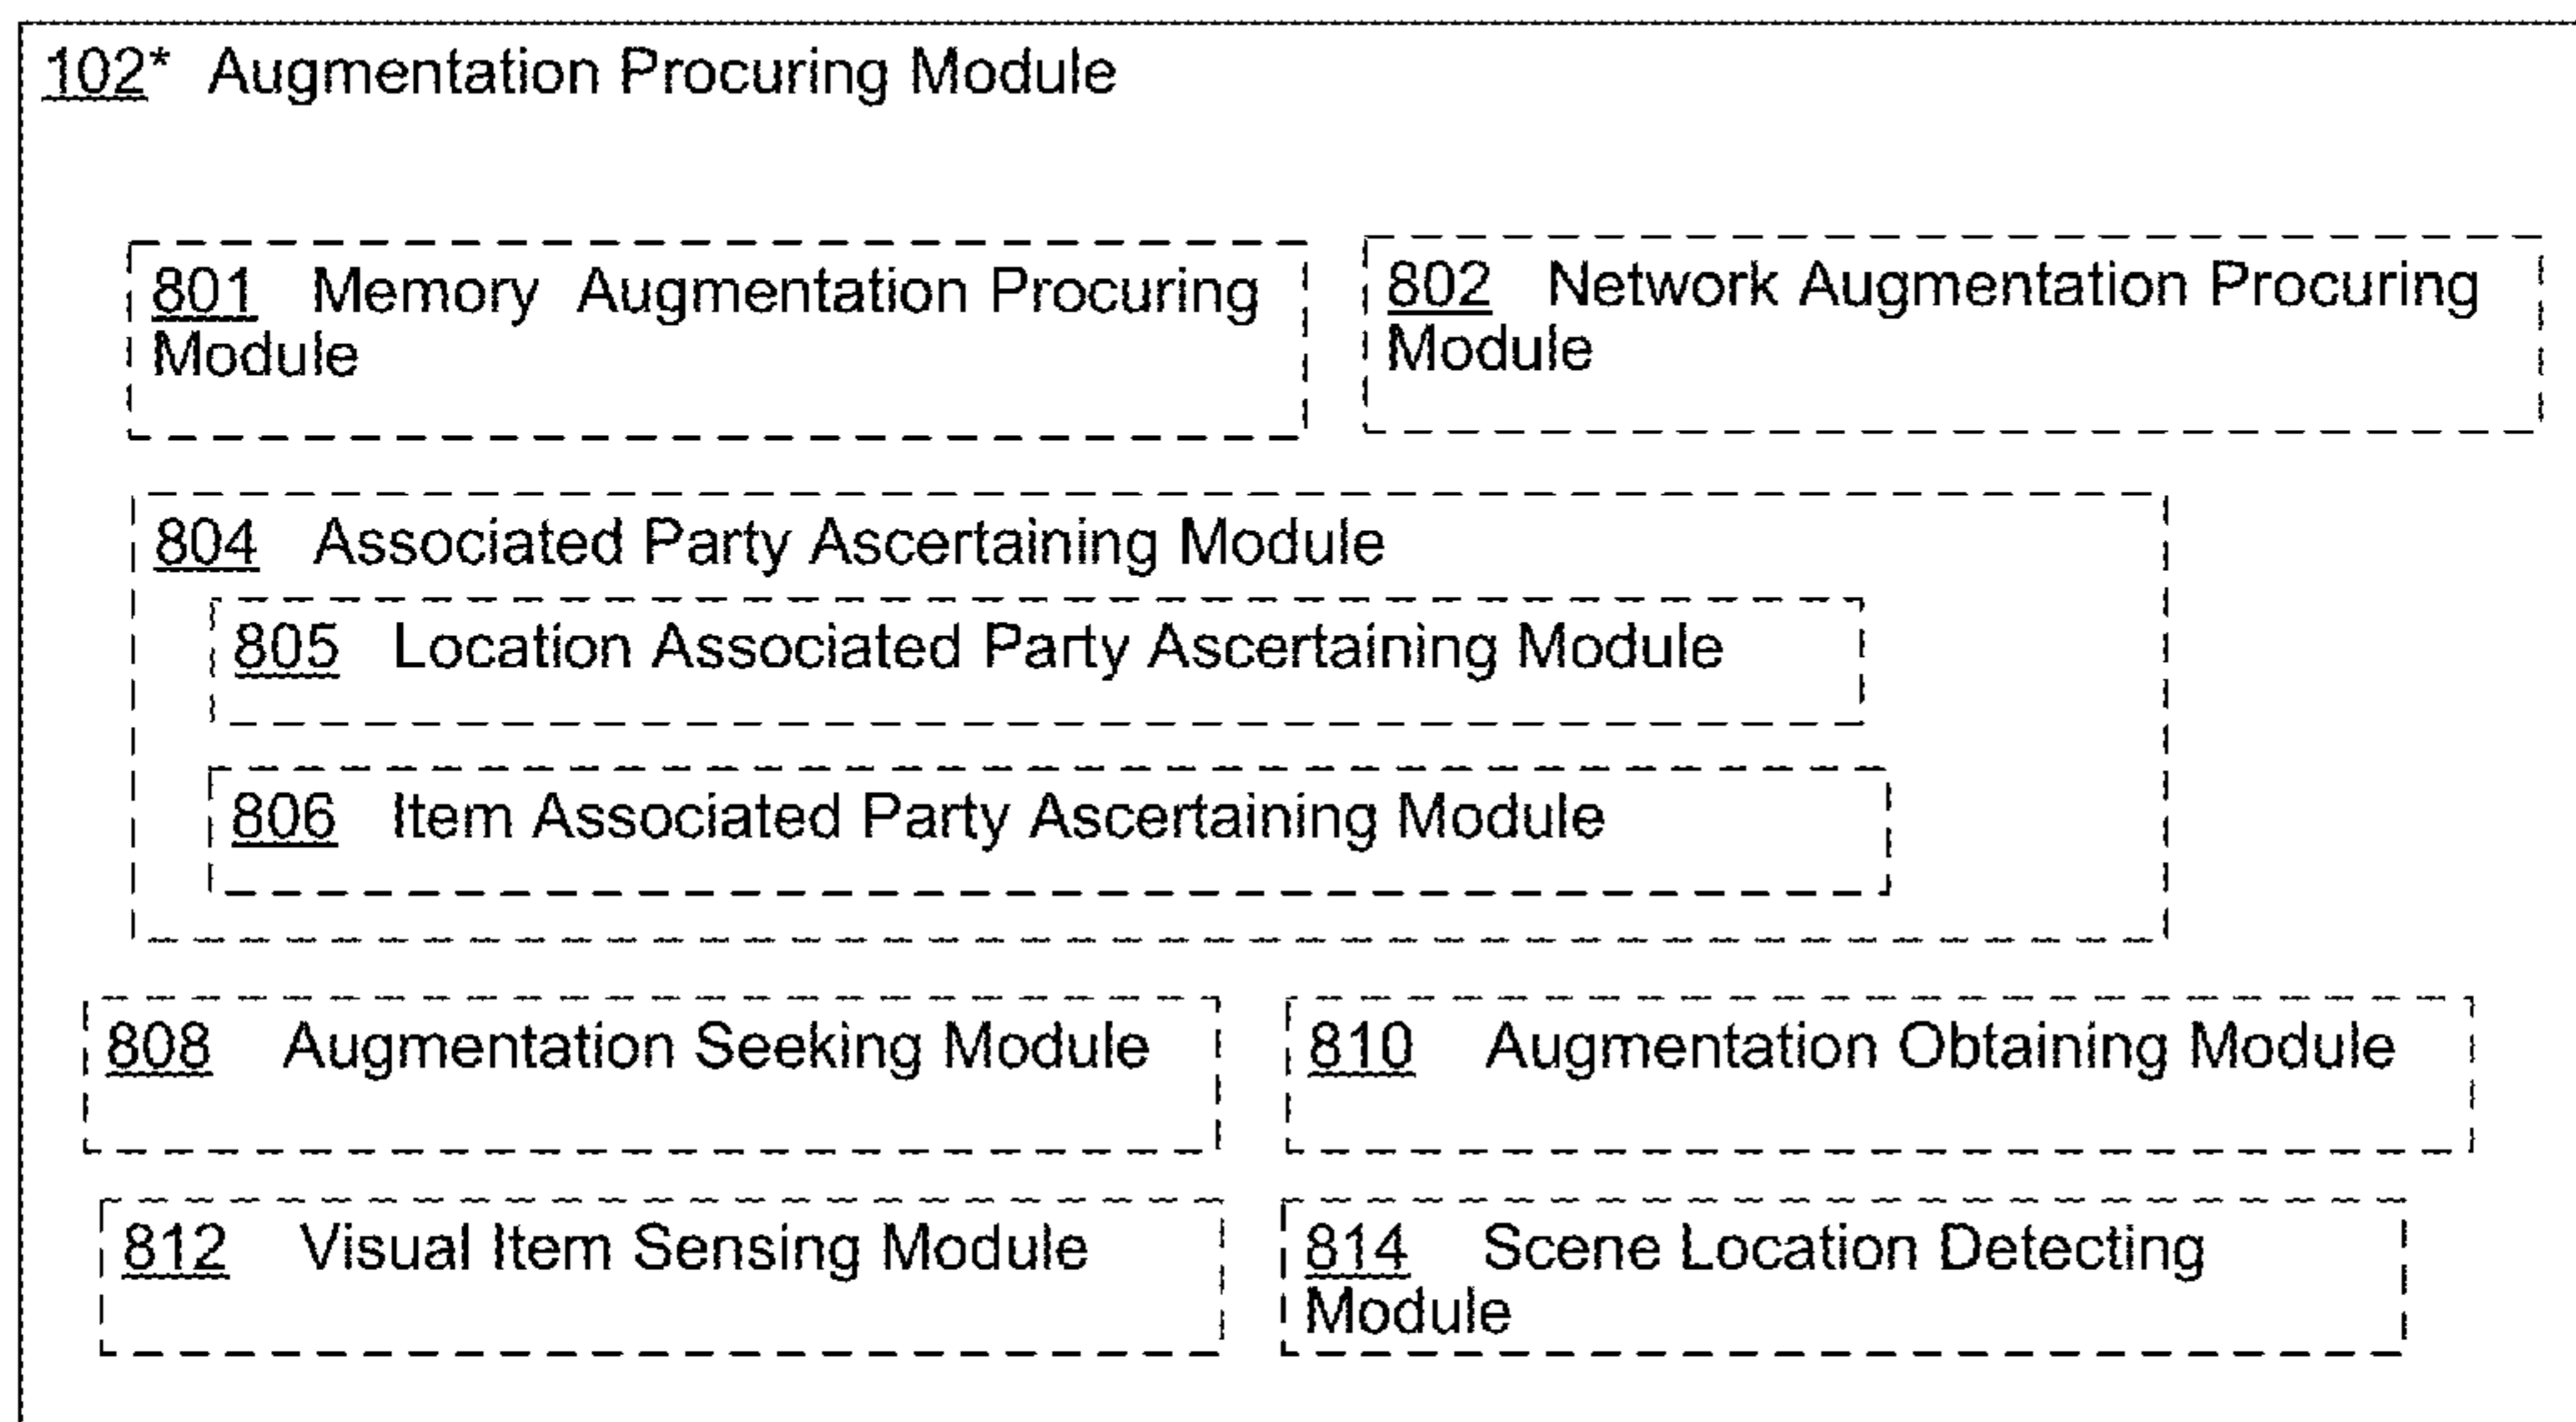 102* Augmentation Procuring Module
801 Memory Augmentation Procuring
Module
802 Network Augmentation Procuring
Module
804 Associated Party Ascertaining Module
805 Location Associated Party Ascertaining Module
806 Item Associated Party Ascertaining Module
808 Augmentation Seeking Module
810 Augmentation Obtaining Module
812 Visual Item Sensing Module
814 Scene Location Detecting
Module